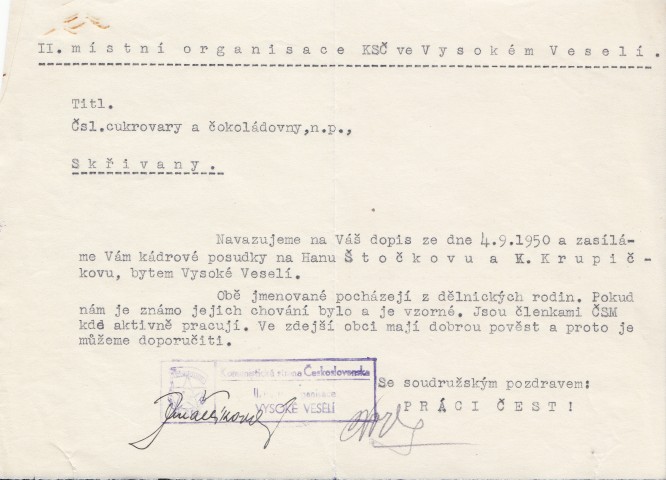 II. místní organisace KSČ ve Vysokém Veselí.
Titl.
Čsl.cukrovary a čokoládovny,n.p.,
Skřivany.
Navazujeme na Váš dopis ze dne 4.9.1950 a zasílá-
me Vám kádrové posudky na Hanu Štočkovu a K.Krupič-
kovu, bytem Vysoké Veselí.
Obě jmenované pocházejí z dělnických rodin. Pokud
nám je známo jejich chování bylo a je vzorné. Jsou členkami ČSM
kde aktivně pracují. Ve zdejší obci mají dobrou pověst a proto je
můžeme doporučiti.
Komunistická strana Československa
II.
VYSOKÉ VESELÍ
Se soudružským pozdravem:
PRÁCI ČEST!